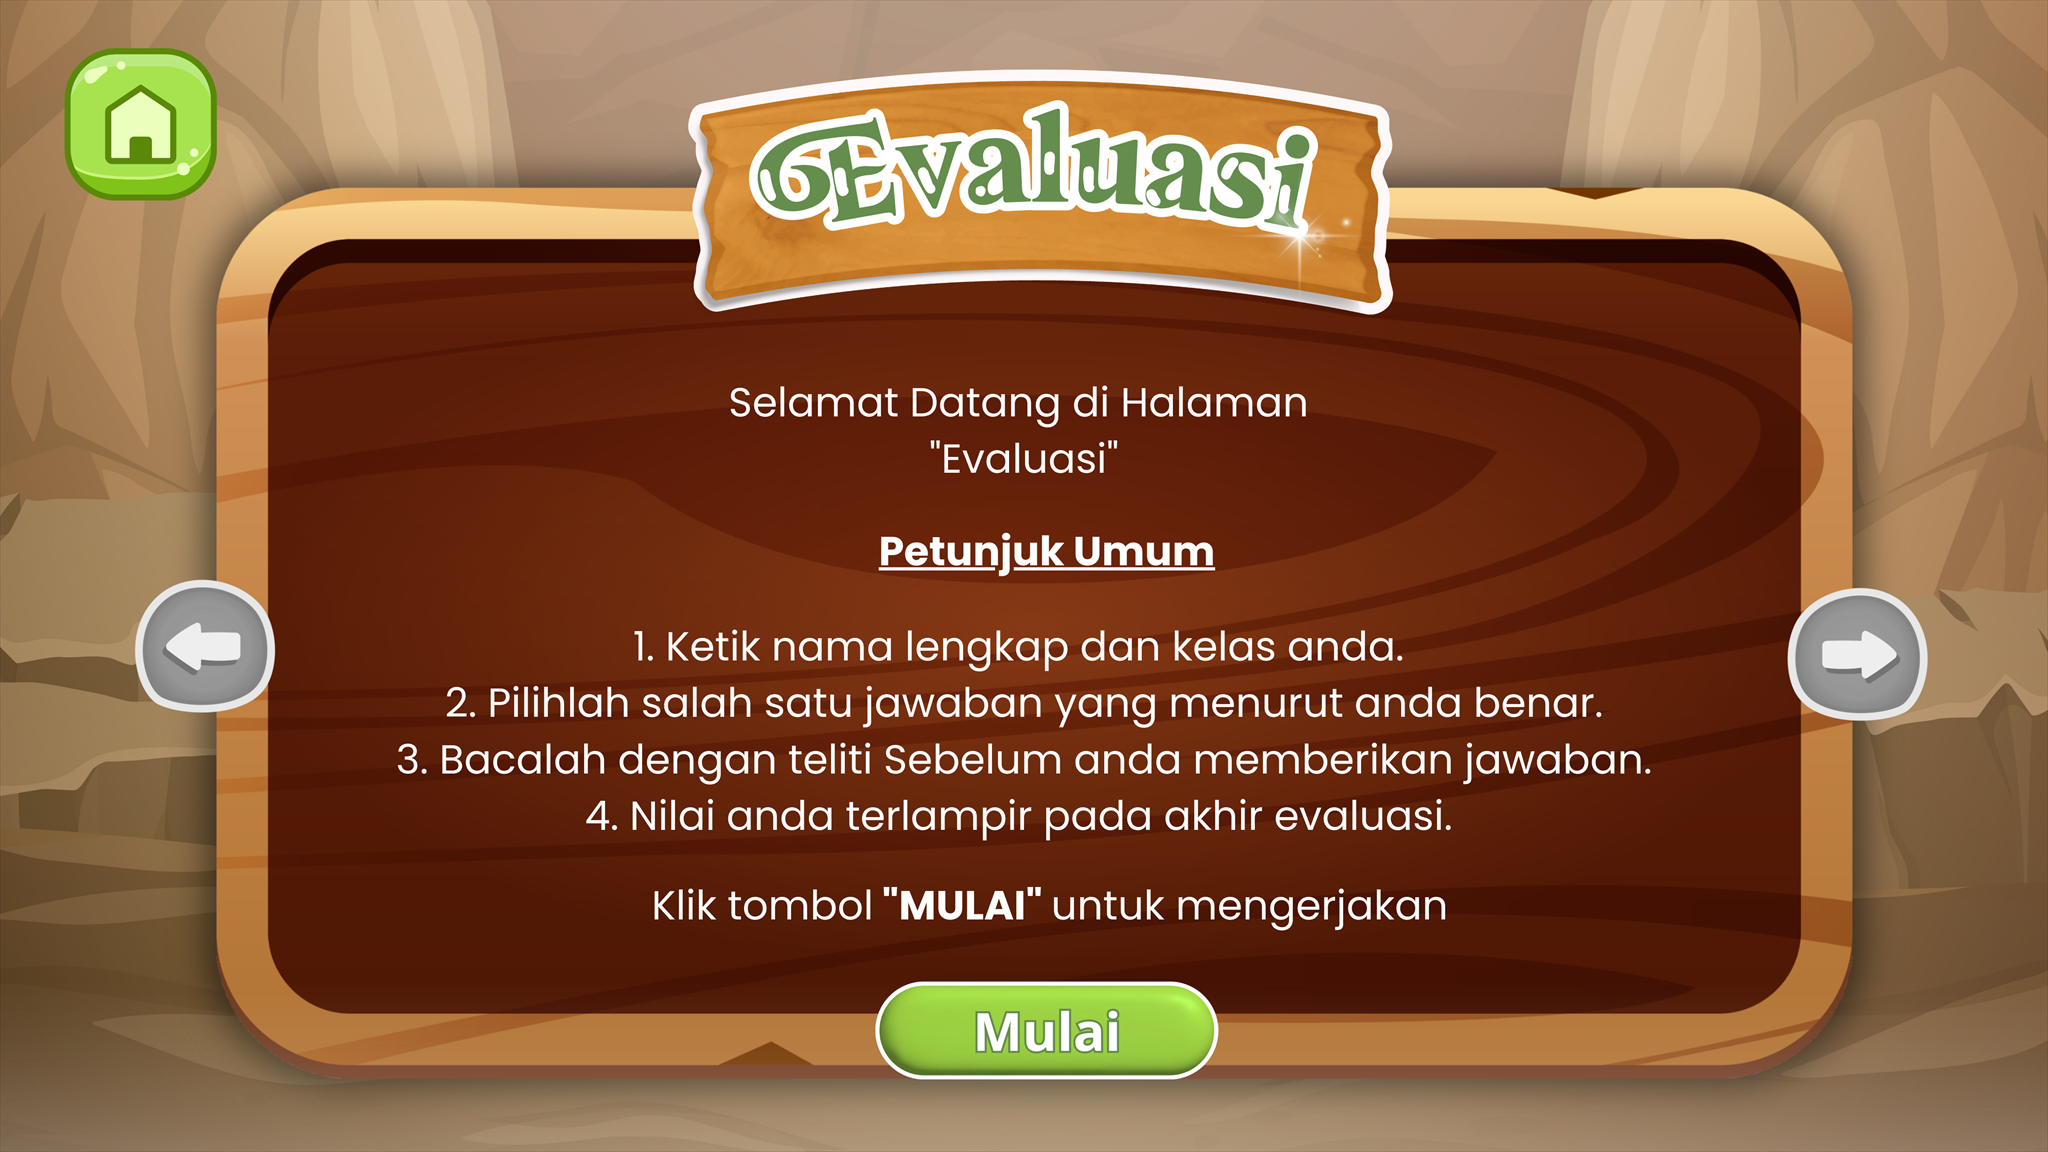 Evaluasi
Selamat Datang di Halaman
"Evaluasi"
Petunjuk Umum
1. Ketik nama lengkap dan kelas anda.
2. Pilihlah salah satu jawaban yang menurut anda benar.
3. Bacalah dengan teliti Sebelum anda memberikan jawaban.
4. Nilai anda terlampir pada akhir evaluasi.
Klik tombol "MULAI" untuk mengerjakan
Mulai